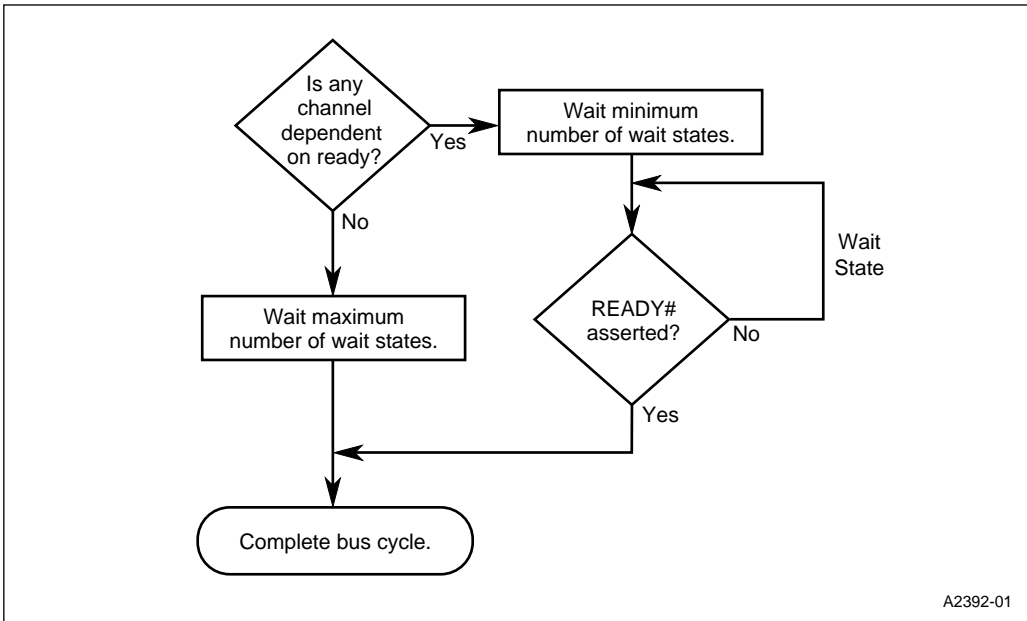 Is any
channel
dependent
on ready?
Yes
Wait minimum
number of wait states.
No
Wait
State
READY#
asserted?
No
Wait maximum
number of wait states.
Yes
Complete bus cycle.
A2392-01